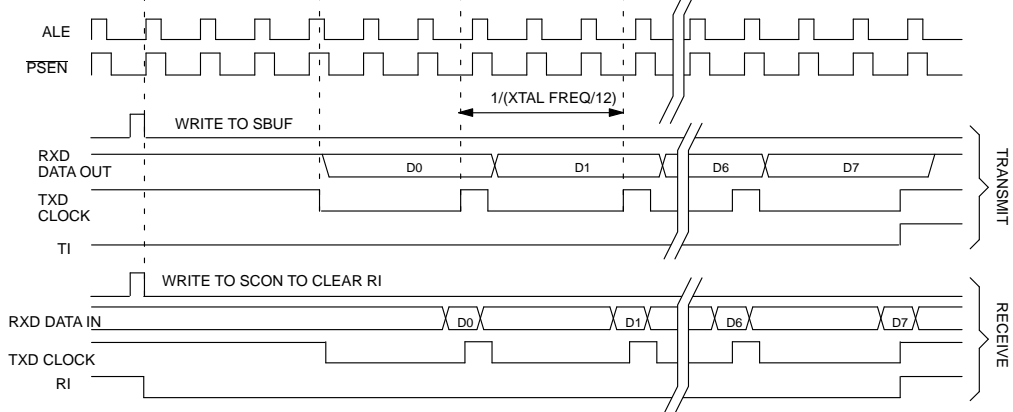 ALE
PSEN
1/(XTAL FREQ/12)
WRITE TO SBUF
RXD
DATA OUT
D0 D1 D6 D7
TXD
CLOCK
TI
TRANSMIT
WRITE TO SCON TO CLEAR RI
RXD DATA IN D0 D1 D6 D7
TXD CLOCK
RI
RECEIVE